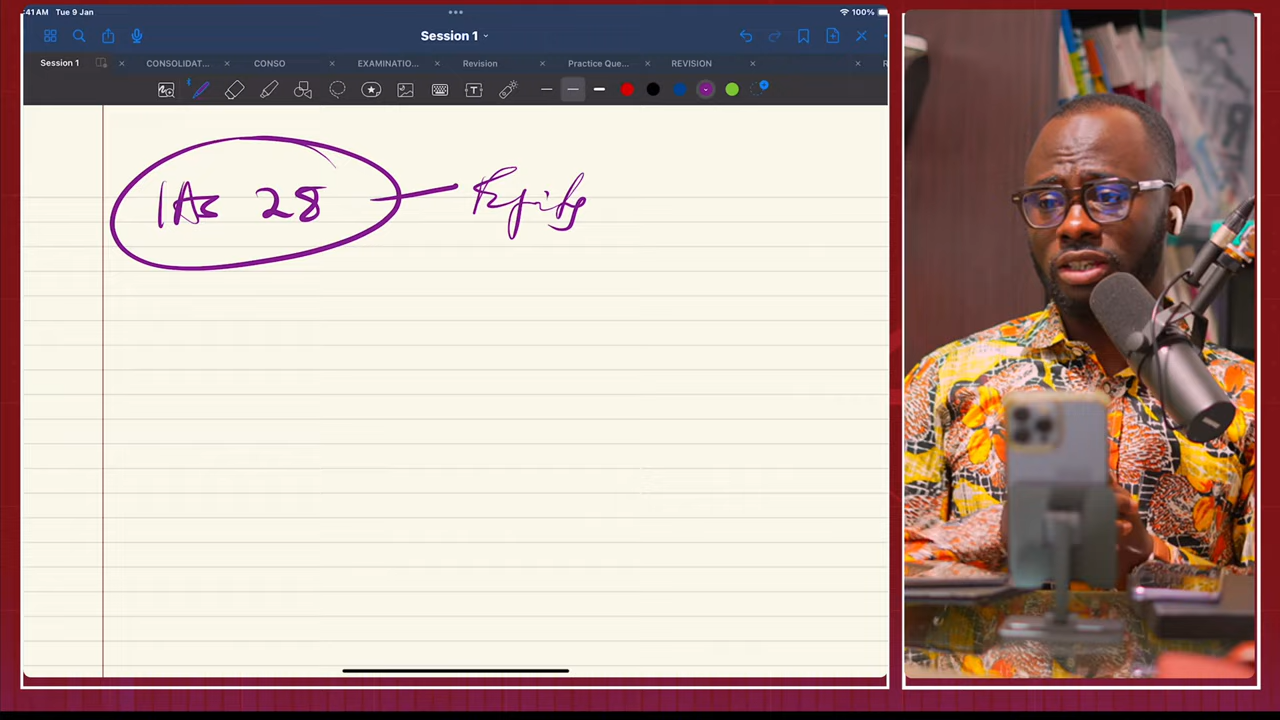 :41 AM Tue 9 Jan
100%
Session 1
Session 1 CONSOLIDAT... CONSO EXAMINATIO... Revision Practice Que... REVISION
T
IAS 28 — Equity